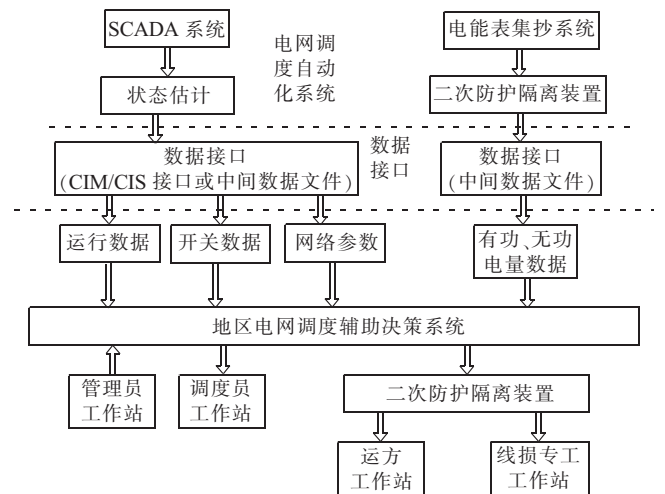 SCADA 系统
电网调
度自动
化系统
电能表集抄系统
状态估计
二次防护隔离装置
数据接口
(CIM/CIS 接口或中间数据文件)
数据
接口
数据接口
(中间数据文件)
运行数据
开关数据
网络参数
有功、无功
电量数据
地区电网调度辅助决策系统
管理员
工作站
调度员
工作站
二次防护隔离装置
运方
工作站
线损专工
工作站